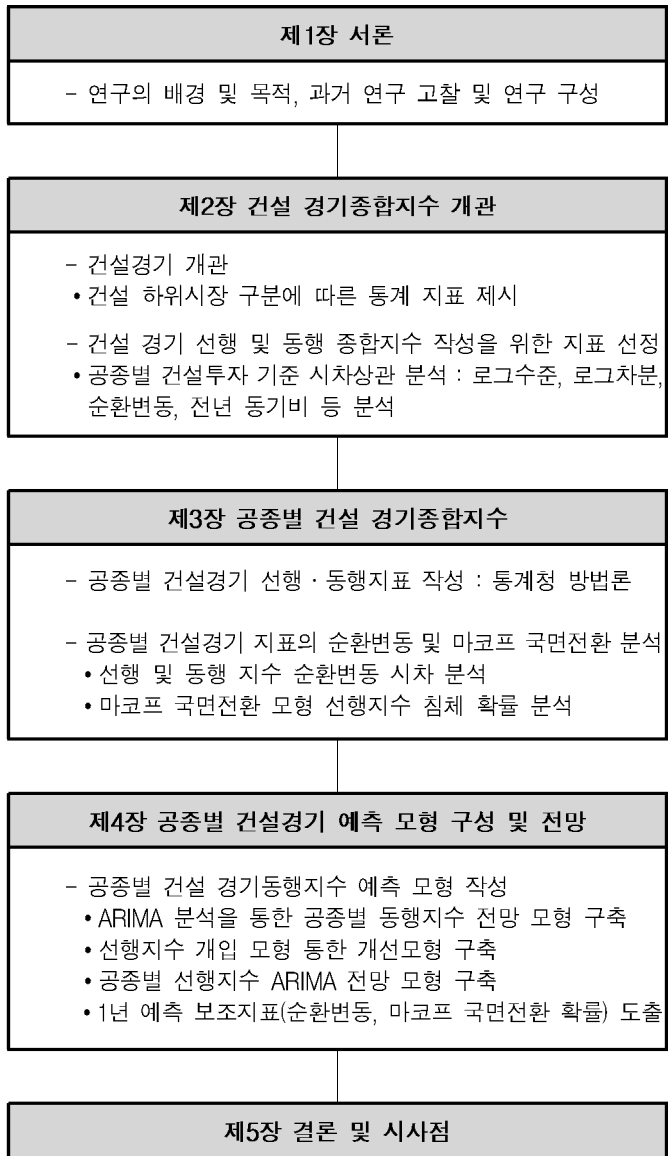 제1장 서론
- 연구의 배경 및 목적, 과거 연구 고찰 및 연구 구성
제2장 건설 경기종합지수 개관
- 건설경기 개관
• 건설 하위시장 구분에 따른 통계 지표 제시
- 건설 경기 선행 및 동행 종합지수 작성을 위한 지표 선정
• 공종별 건설투자 기준 시차상관 분석 : 로그수준, 로그차분,
순환변동, 전년 동기비 등 분석
제3장 공종별 건설 경기종합지수
- 공종별 건설경기 선행 · 동행지표 작성 : 통계청 방법론
- 공종별 건설경기 지표의 순환변동 및 마코프 국면전환 분석
• 선행 및 동행 지수 순환변동 시차 분석
• 마코프 국면전환 모형 선행지수 침체 확률 분석
제4장 공종별 건설경기 예측 모형 구성 및 전망
- 공종별 건설 경기동행지수 예측 모형 작성
• ARIMA 분석을 통한 공종별 동행지수 전망 모형 구축
• 선행지수 개입 모형 통한 개선모형 구축
• 공종별 선행지수 ARIMA 전망 모형 구축
• 1년 예측 보조지표(순환변동, 마코프 국면전환 확률) 도출
제5장 결론 및 시사점